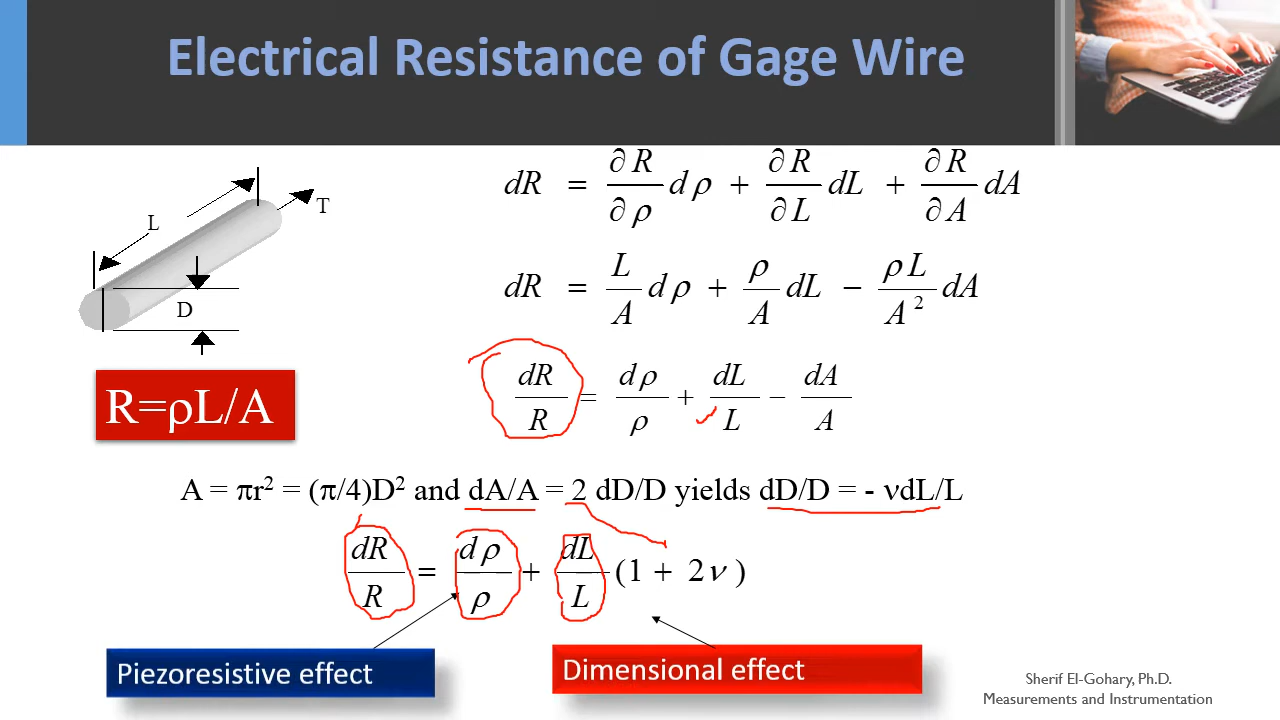 Electrical Resistance of Gage Wire
dR = ∂R/∂ρ dρ + ∂R/∂L dL + ∂R/∂A dA
L
T
D
dR = L/A dρ + ρ/A dL − ρL/A² dA
R=ρL/A
dR/R = dρ/ρ + dL/L − dA/A
A = πr² = (π/4)D² and dA/A = 2 dD/D yields dD/D = - νdL/L
dR/R = dρ/ρ + dL/L (1 + 2ν)
Piezoresistive effect
Dimensional effect
Sherif El-Gohary, Ph.D.
Measurements and Instrumentation